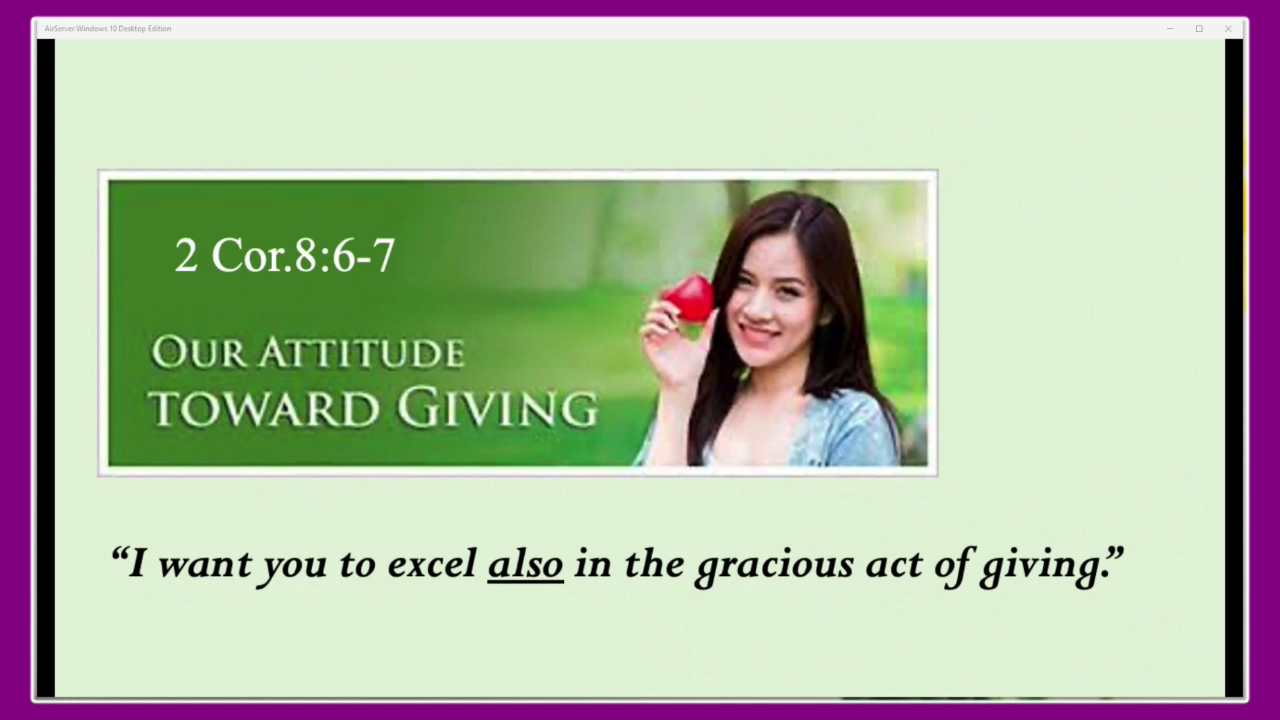 AirServer Windows 10 Desktop Edition
2 Cor.8:6-7
OUR ATTITUDE
TOWARD GIVING
“I want you to excel also in the gracious act of giving.”